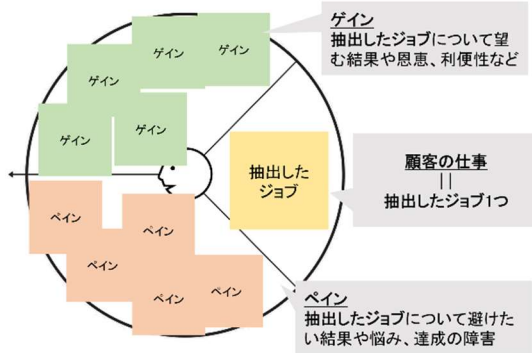 ゲイン
ゲイン
ゲイン
ゲイン
ゲイン
ゲイン
抽出したジョブについて望
む結果や恩恵、利便性など
抽出した
ジョブ
顧客の仕事
||
抽出したジョブ1つ
ペイン
ペイン
ペイン
ペイン
ペイン
ペイン
抽出したジョブについて避けた
い結果や悩み、達成の障害